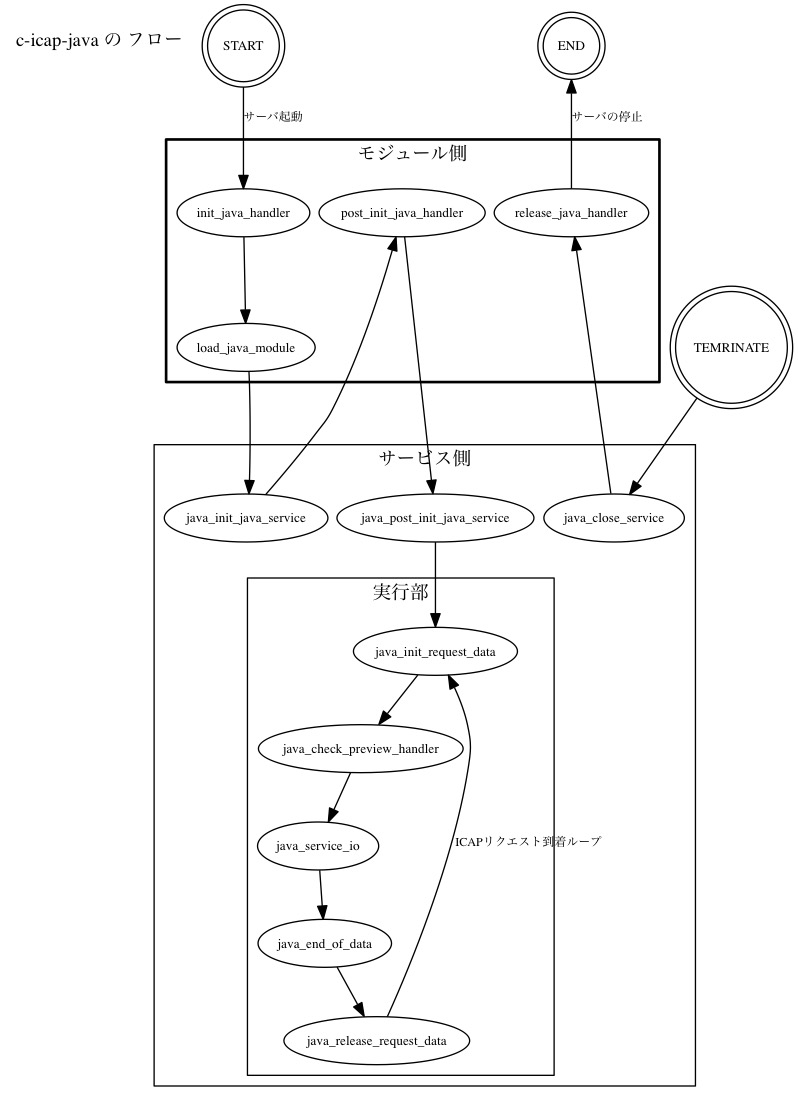 c-icap-java の フロー
START
END
サーバ起動
サーバの停止
モジュール側
init_java_handler
post_init_java_handler
release_java_handler
load_java_module
TEMRINATE
サービス側
java_init_java_service
java_post_init_java_service
java_close_service
実行部
java_init_request_data
java_check_preview_handler
java_service_io
ICAPリクエスト到着ループ
java_end_of_data
java_release_request_data